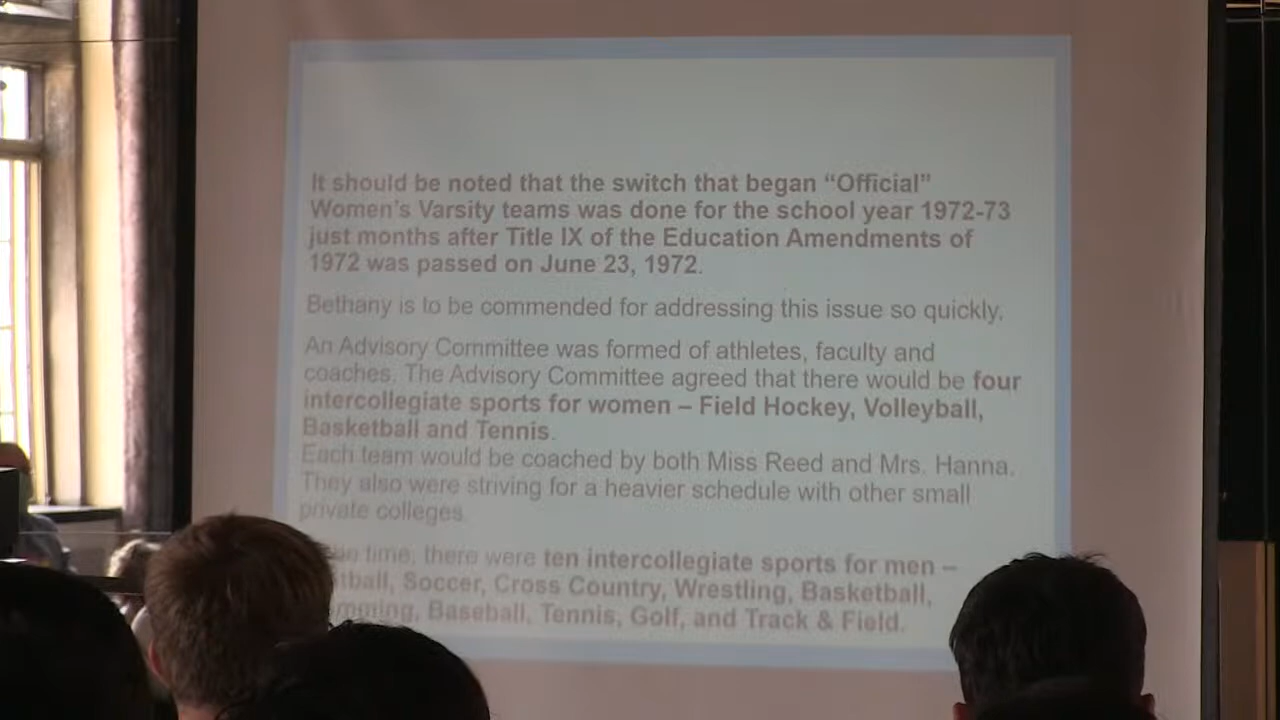 It should be noted that the switch that began “Official”
Women’s Varsity teams was done for the school year 1972-73
just months after Title IX of the Education Amendments of
1972 was passed on June 23, 1972.
Bethany is to be commended for addressing this issue so quickly.
An Advisory Committee was formed of athletes, faculty and
coaches. The Advisory Committee agreed that there would be four
intercollegiate sports for women – Field Hockey, Volleyball,
Basketball and Tennis.
Each team would be coached by both Miss Reed and Mrs. Hanna.
They also were striving for a heavier schedule with other small
private colleges.
time, there were ten intercollegiate sports for men –
Soccer, Cross Country, Wrestling, Basketball,
Baseball, Tennis, Golf, and Track & Field.